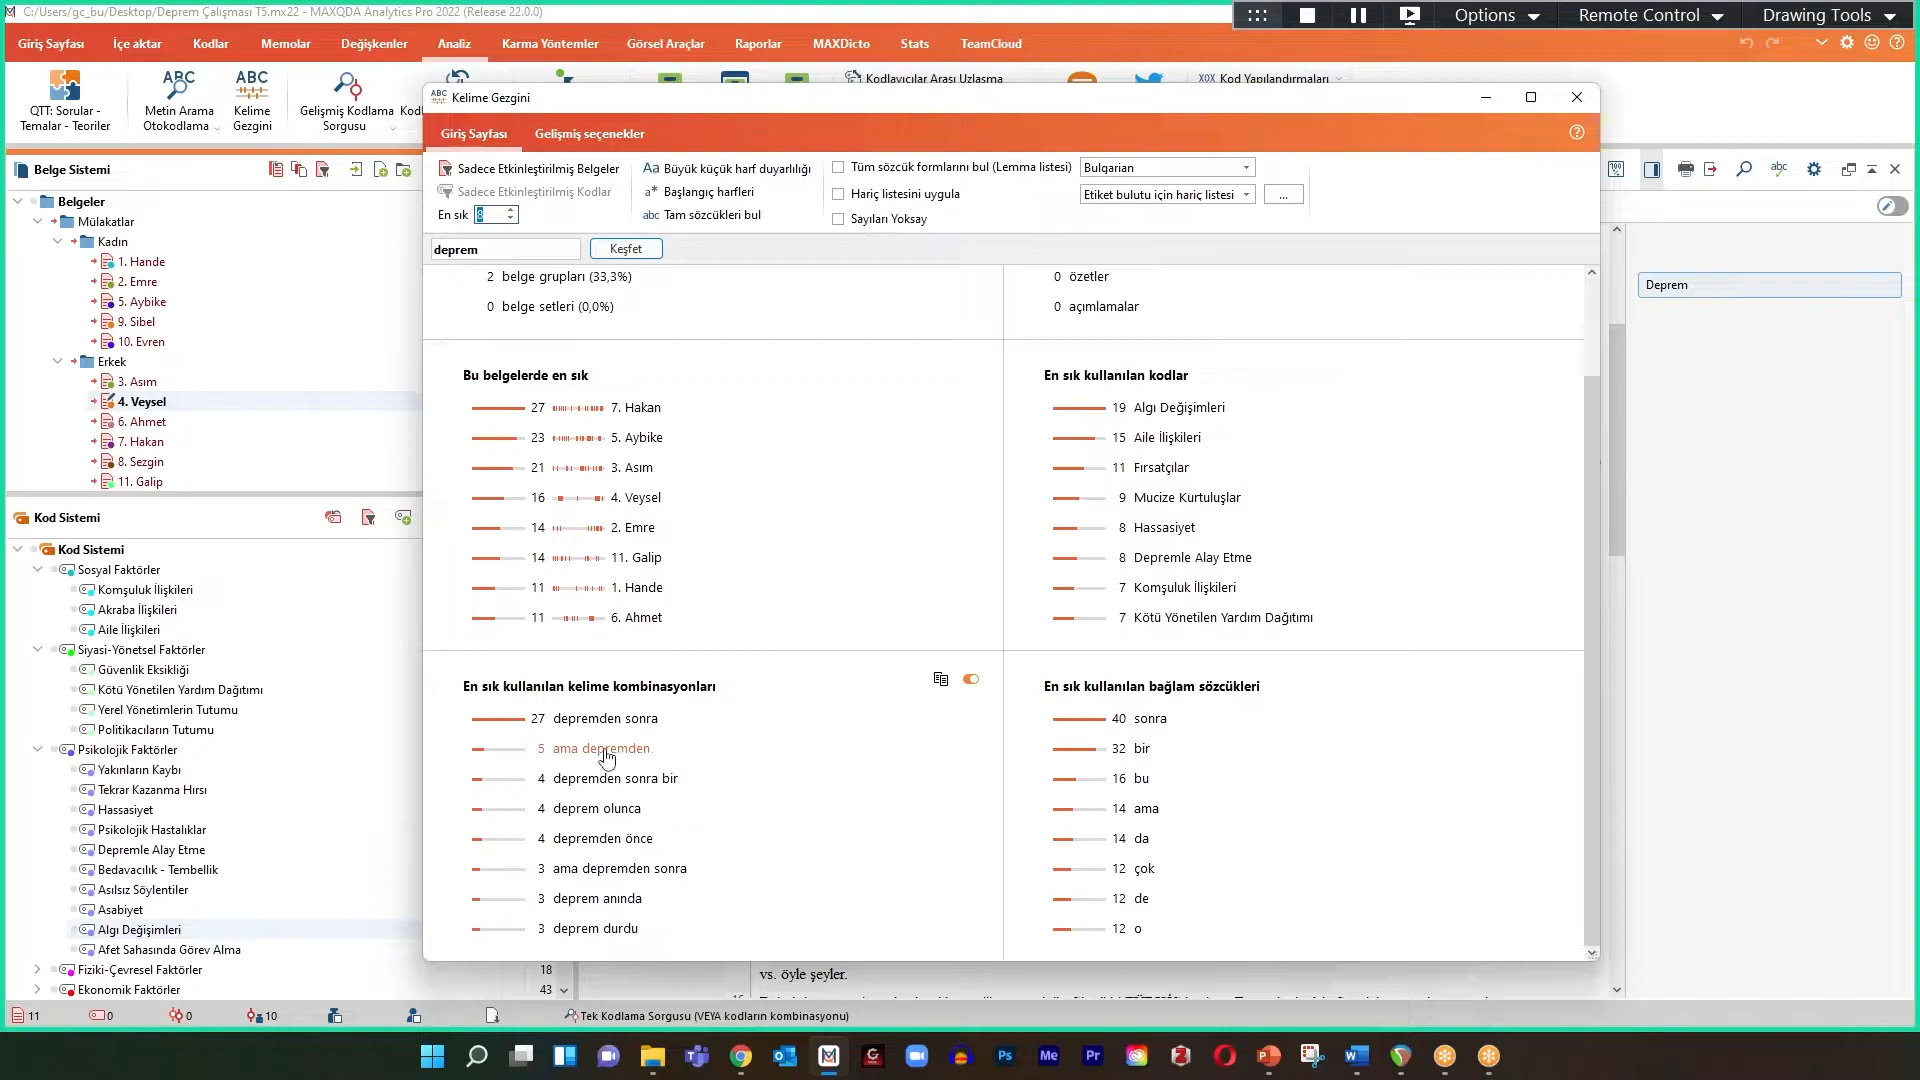 C:/Users/gc_bu/Desktop/Deprem Çalışması T5.mx22 - MAXQDA Analytics Pro 2022 (Release 22.0.0)
Options
Remote Control
Drawing Tools
Giriş Sayfası
İçe aktar
Kodlar
Memolar
Değişkenler
Analiz
Karma Yöntemler
Görsel Araçlar
Raporlar
MAXDicto
Stats
TeamCloud
QTT: Sorular -
Temalar - Teoriler
ABC
Metin Arama
Otokodlama
ABC
Kelime
Gezgini
Gelişmiş Kodlama
Sorgusu
Kodlayıcılar Arası Uzlaşma
Kod Yapılandırmaları
ABC
Kelime Gezgini
Giriş Sayfası
Gelişmiş seçenekler
Sadece Etkinleştirilmiş Belgeler
Sadece Etkinleştirilmiş Kodlar
En sık 8
Aa Büyük küçük harf duyarlılığı
a* Başlangıç harfleri
abc Tam sözcükleri bul
Tüm sözcük formlarını bul (Lemma listesi)
Bulgarian
Hariç listesini uygula
Etiket bulutu için hariç listesi
...
Sayıları Yoksay
deprem
Keşfet
2 belge grupları (33,3%)
0 belge setleri (0,0%)
0 özetler
0 açımlamalar
Bu belgelerde en sık
27 7. Hakan
23 5. Aybike
21 3. Asım
16 4. Veysel
14 2. Emre
14 11. Galip
11 1. Hande
11 6. Ahmet
En sık kullanılan kodlar
19 Algı Değişimleri
15 Aile İlişkileri
11 Fırsatçılar
9 Mucize Kurtuluşlar
8 Hassasiyet
8 Depremle Alay Etme
7 Komşuluk İlişkileri
7 Kötü Yönetilen Yardım Dağıtımı
En sık kullanılan kelime kombinasyonları
27 depremden sonra
5 ama depremden
4 depremden sonra bir
4 deprem olunca
4 depremden önce
3 ama depremden sonra
3 deprem anında
3 deprem durdu
En sık kullanılan bağlam sözcükleri
40 sonra
32 bir
16 bu
14 ama
14 da
12 çok
12 de
12 o
Belge Sistemi
Belgeler
Mülakatlar
Kadın
1. Hande
2. Emre
5. Aybike
9. Sibel
10. Evren
Erkek
3. Asım
4. Veysel
6. Ahmet
7. Hakan
8. Sezgin
11. Galip
Kod Sistemi
Kod Sistemi
Sosyal Faktörler
Komşuluk İlişkileri
Akraba İlişkileri
Aile İlişkileri
Siyasi-Yönetsel Faktörler
Güvenlik Eksikliği
Kötü Yönetilen Yardım Dağıtımı
Yerel Yönetimlerin Tutumu
Politikacıların Tutumu
Psikolojik Faktörler
Yakınların Kaybı
Tekrar Kazanma Hırsı
Hassasiyet
Psikolojik Hastalıklar
Depremle Alay Etme
Bedavacılık - Tembellik
Asılsız Söylentiler
Asabiyet
Algı Değişimleri
Afet Sahasında Görev Alma
Fiziki-Çevresel Faktörler 18
Ekonomik Faktörler 43
Deprem
vs. öyle şeyler.
11
0
0
10
Tek Kodlama Sorgusu (VEYA kodların kombinasyonu)